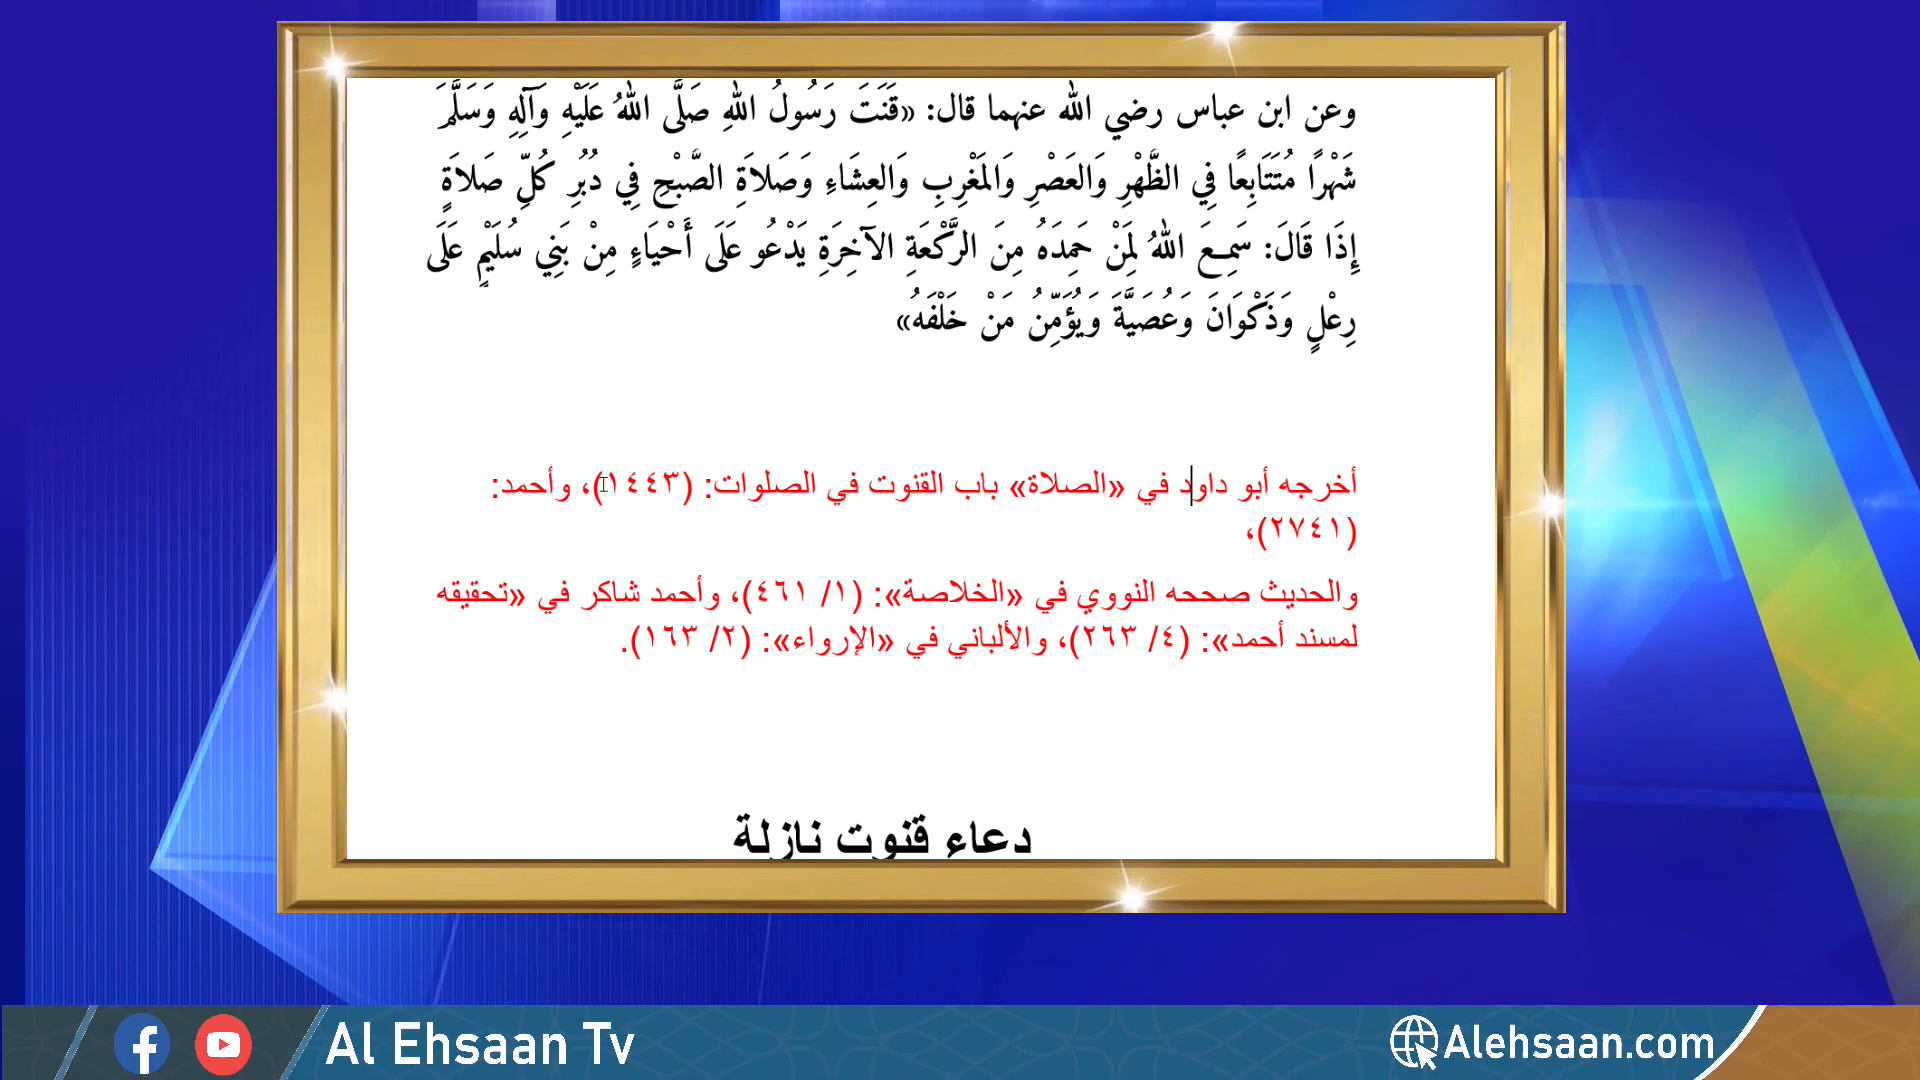 وعن ابن عباس رضي الله عنهما قال: «قَنَتَ رَسُولُ اللهِ صَلَّى اللهُ عَلَيْهِ وَآلِهِ وَسَلَّمَ
شَهْرًا مُتَتَابِعًا فِي الظُّهْرِ وَالعَصْرِ وَالمَغْرِبِ وَالعِشَاءِ وَصَلاَةِ الصُّبْحِ فِي دُبُرِ كُلِّ صَلاَةٍ
إِذَا قَالَ: سَمِعَ اللهُ لِمَنْ حَمِدَهُ مِنَ الرَّكْعَةِ الآخِرَةِ يَدْعُو عَلَى أَحْيَاءٍ مِنْ بَنِي سُلَيْمٍ عَلَى
رِعْلٍ وَذَكْوَانَ وَعُصَيَّةَ وَيُؤَمِّنُ مَنْ خَلْفَهُ»
أخرجه أبو داود في «الصلاة» باب القنوت في الصلوات: (١٤٤٣)، وأحمد:
(٢٧٤١)،
والحديث صححه النووي في «الخلاصة»: (١/ ٤٦١)، وأحمد شاكر في «تحقيقه
لمسند أحمد»: (٤/ ٢٦٣)، والألباني في «الإرواء»: (٢/ ١٦٣).
دعاء قنوت نازلة
Al Ehsaan Tv
Alehsaan.com